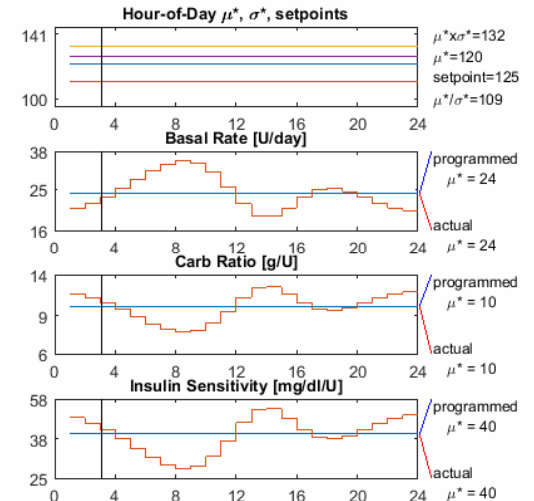 Hour-of-Day μ*, σ*, setpoints
141
100
μ*xσ*=132
μ*=120
setpoint=125
μ*/σ*=109
0 4 8 12 16 20 24
Basal Rate [U/day]
38
25
16
programmed
μ* = 24
actual
μ* = 24
0 4 8 12 16 20 24
Carb Ratio [g/U]
14
9
6
programmed
μ* = 10
actual
μ* = 10
0 4 8 12 16 20 24
Insulin Sensitivity [mg/dl/U]
58
38
25
programmed
μ* = 40
actual
μ* = 40
0 4 8 12 16 20 24